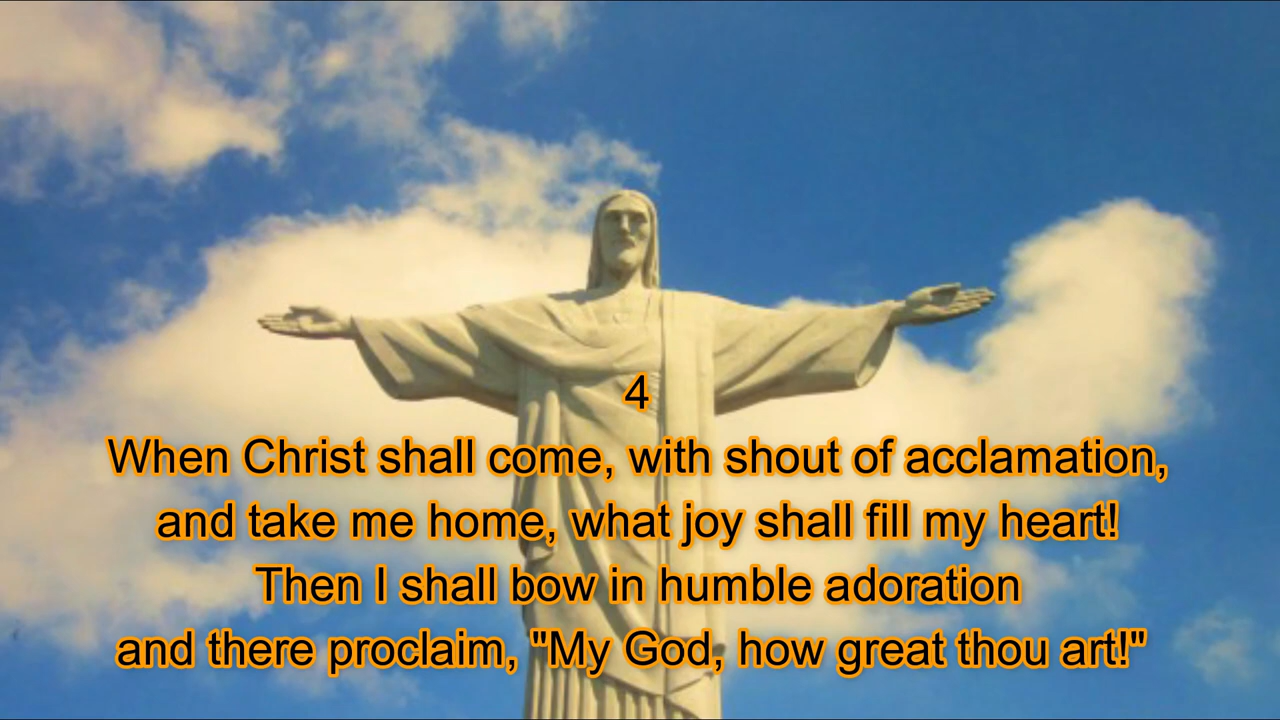 4
When Christ shall come, with shout of acclamation,
and take me home, what joy shall fill my heart!
Then I shall bow in humble adoration
and there proclaim, "My God, how great thou art!"